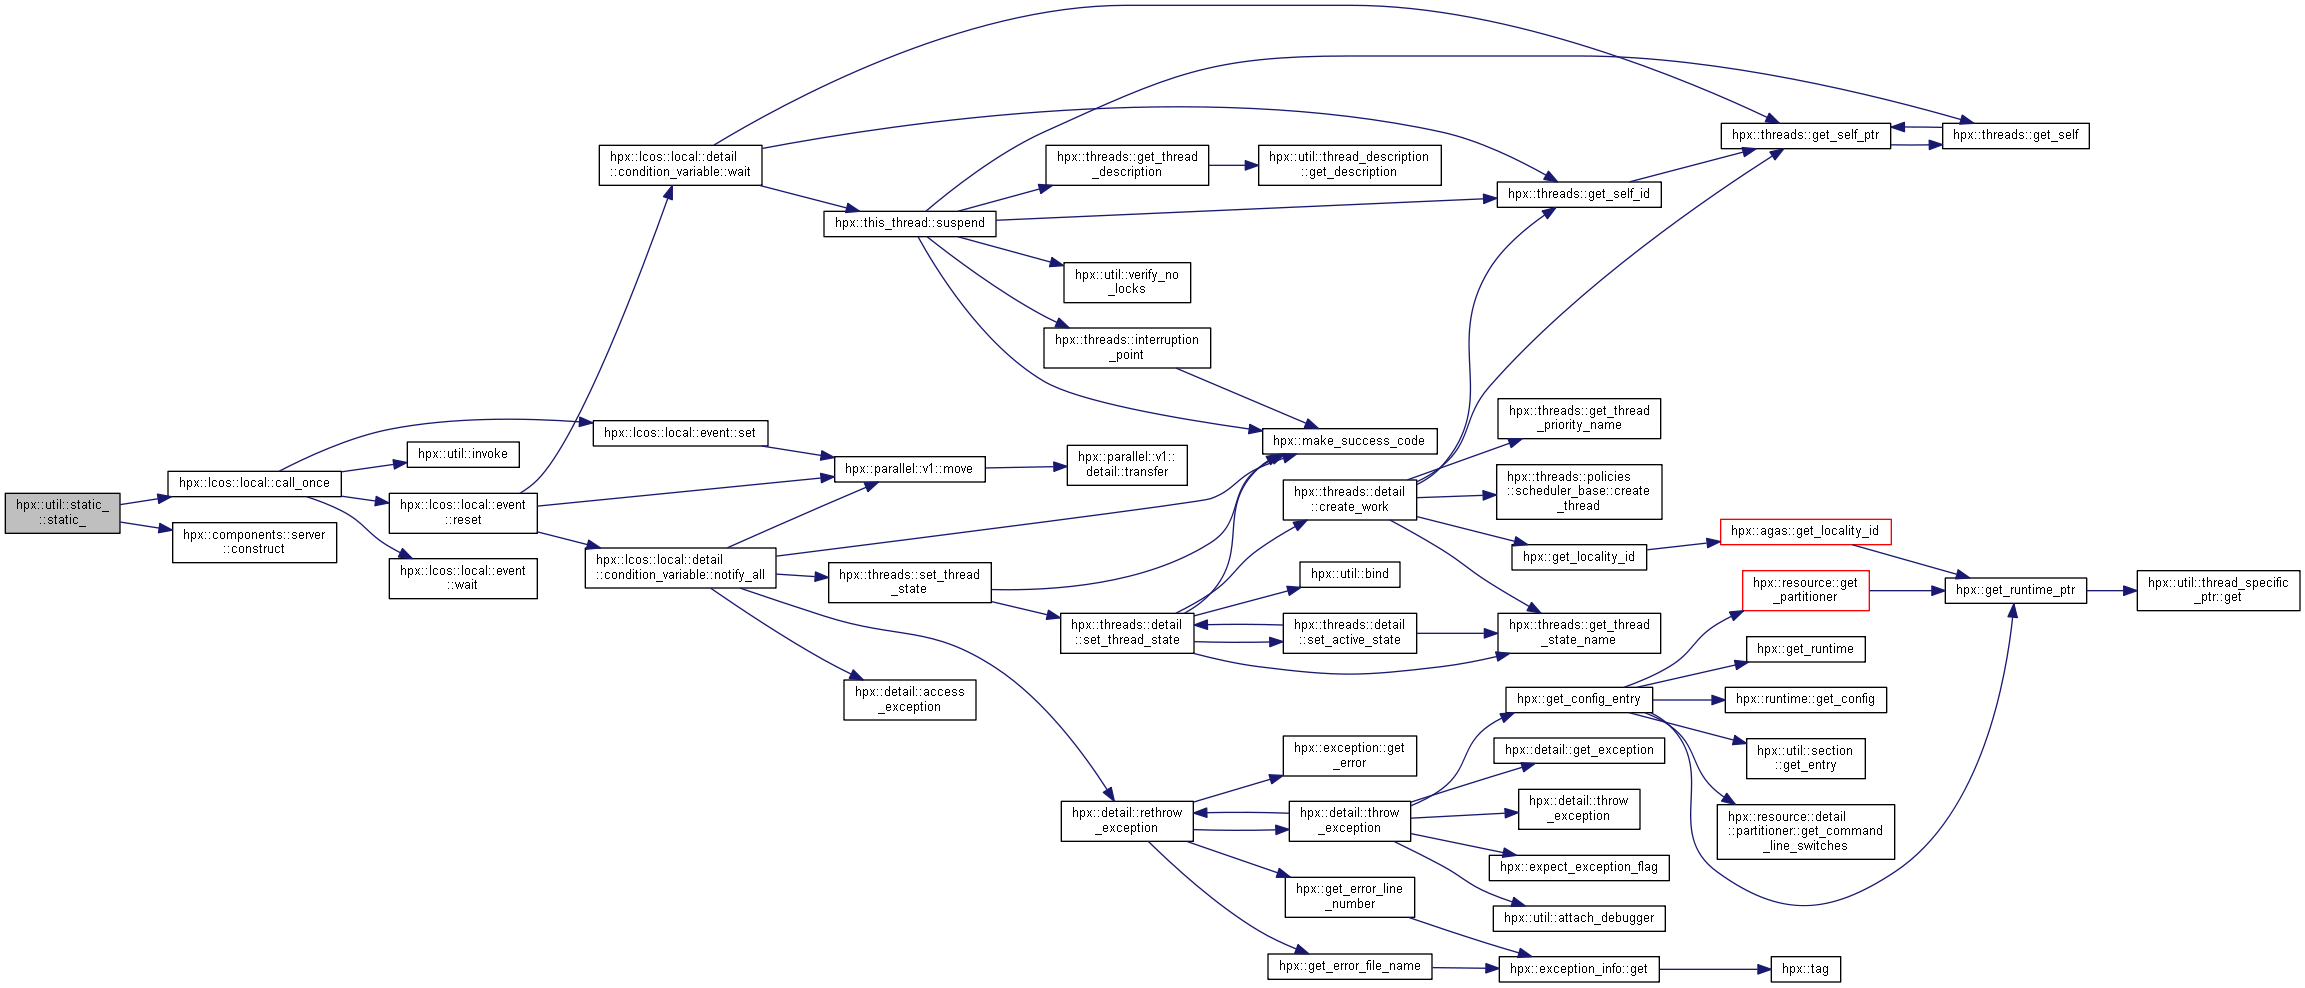 hpx::util::static_
::static_
hpx::lcos::local::call_once
hpx::components::server
::construct
hpx::util::invoke
hpx::lcos::local::event
::reset
hpx::lcos::local::event
::wait
hpx::lcos::local::detail
::condition_variable::wait
hpx::lcos::local::event::set
hpx::lcos::local::detail
::condition_variable::notify_all
hpx::this_thread::suspend
hpx::parallel::v1::move
hpx::threads::set_thread
_state
hpx::detail::access
_exception
hpx::threads::get_thread
_description
hpx::util::verify_no
_locks
hpx::threads::interruption
_point
hpx::parallel::v1::
detail::transfer
hpx::threads::detail
::set_thread_state
hpx::detail::rethrow
_exception
hpx::util::thread_description
::get_description
hpx::make_success_code
hpx::threads::detail
::create_work
hpx::util::bind
hpx::threads::detail
::set_active_state
hpx::exception::get
_error
hpx::detail::throw
_exception
hpx::get_error_line
_number
hpx::get_error_file_name
hpx::threads::get_self_id
hpx::threads::get_thread
_priority_name
hpx::threads::policies
::scheduler_base::create
_thread
hpx::get_locality_id
hpx::threads::get_thread
_state_name
hpx::get_config_entry
hpx::detail::get_exception
hpx::detail::throw
_exception
hpx::expect_exception_flag
hpx::util::attach_debugger
hpx::exception_info::get
hpx::threads::get_self_ptr
hpx::agas::get_locality_id
hpx::resource::get
_partitioner
hpx::get_runtime
hpx::runtime::get_config
hpx::util::section
::get_entry
hpx::resource::detail
::partitioner::get_command
_line_switches
hpx::tag
hpx::threads::get_self
hpx::get_runtime_ptr
hpx::util::thread_specific
_ptr::get